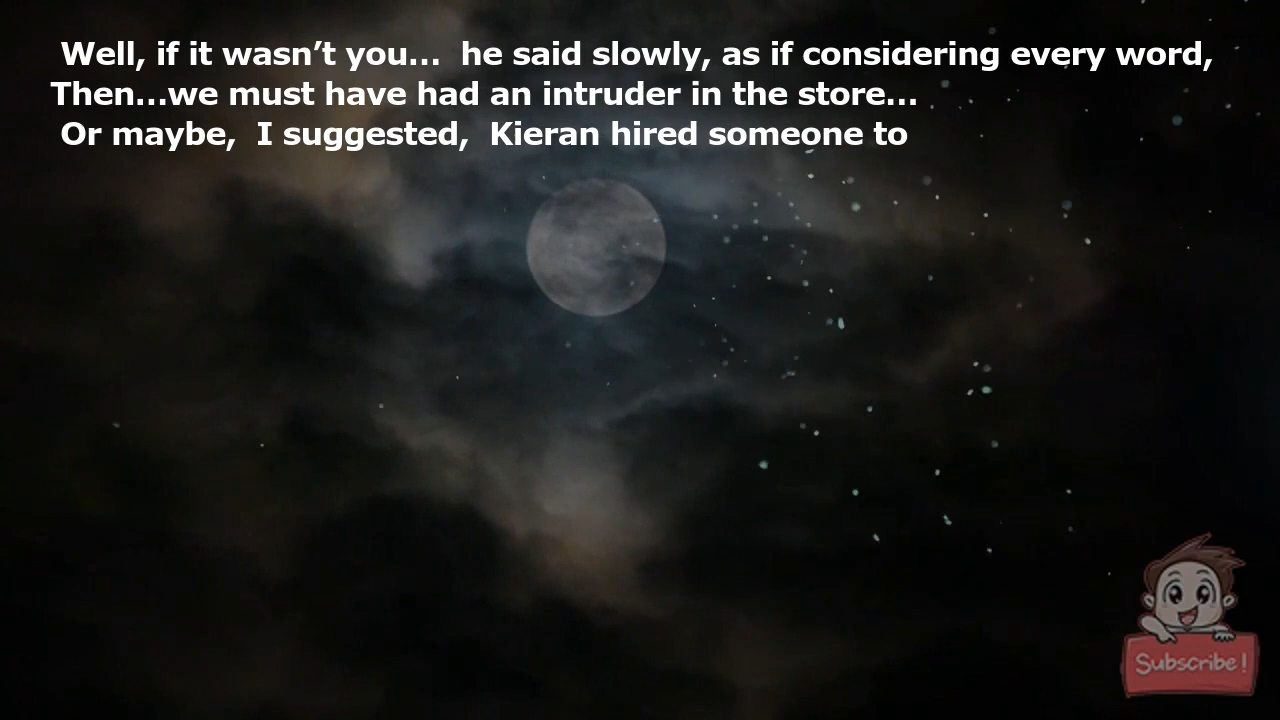 Well, if it wasn’t you... he said slowly, as if considering every word,
Then...we must have had an intruder in the store...
Or maybe, I suggested, Kieran hired someone to
Subscribe!